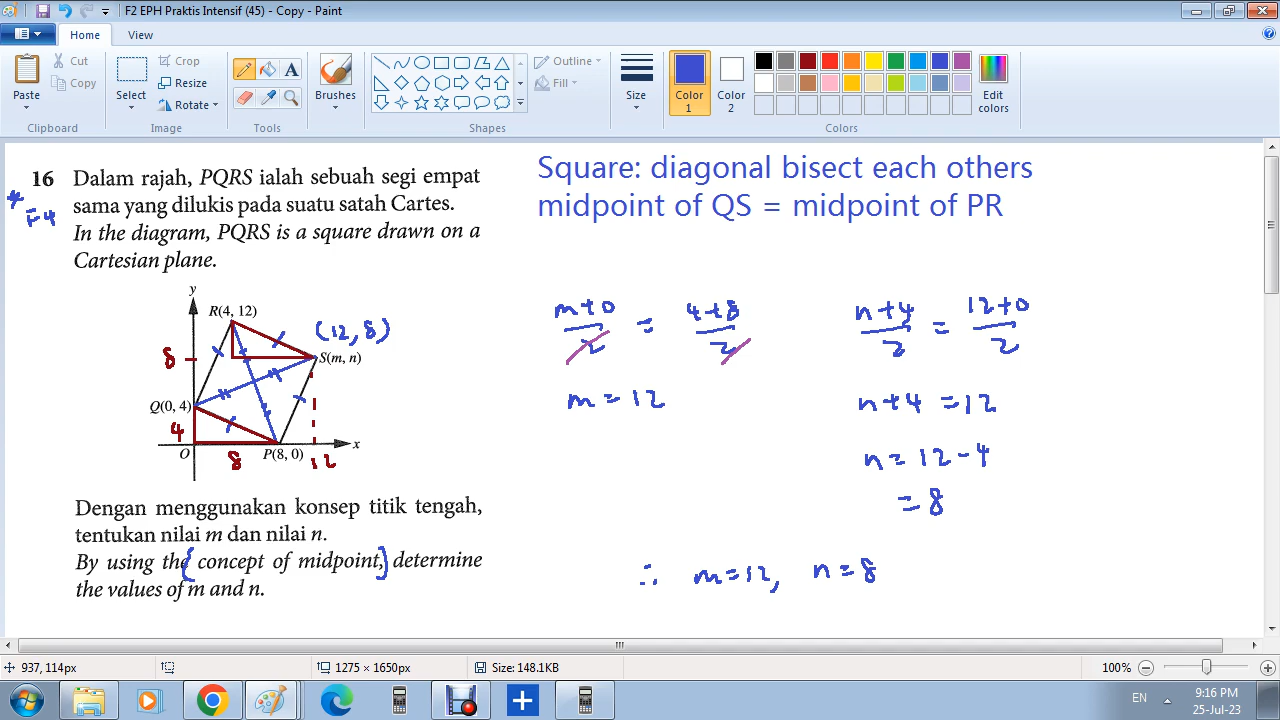 F2 EPH Praktis Intensif (45) - Copy - Paint
Home View
Paste
Cut
Copy
Clipboard
Select
Crop
Resize
Rotate
Image
A
Tools
Brushes
Shapes
Outline
Fill
Size
Color 1
Color 2
Edit colors
Colors
16 Dalam rajah, PQRS ialah sebuah segi empat
sama yang dilukis pada suatu satah Cartes.
In the diagram, PQRS is a square drawn on a
Cartesian plane.
Square: diagonal bisect each others
midpoint of QS = midpoint of PR
y
R(4, 12)
(12, 8)
8
S(m, n)
Q(0, 4)
4
O
8
P(8, 0)
12
x
m+0/2 = 4+8/2
m = 12
n+4/2 = 12+0/2
n+4 = 12
n = 12-4
= 8
Dengan menggunakan konsep titik tengah,
tentukan nilai m dan nilai n.
By using the (concept of midpoint,) determine
the values of m and n.
∴ m=12, n=8
937, 114px
1275 × 1650px
Size: 148.1KB
100%
EN
9:16 PM
25-Jul-23